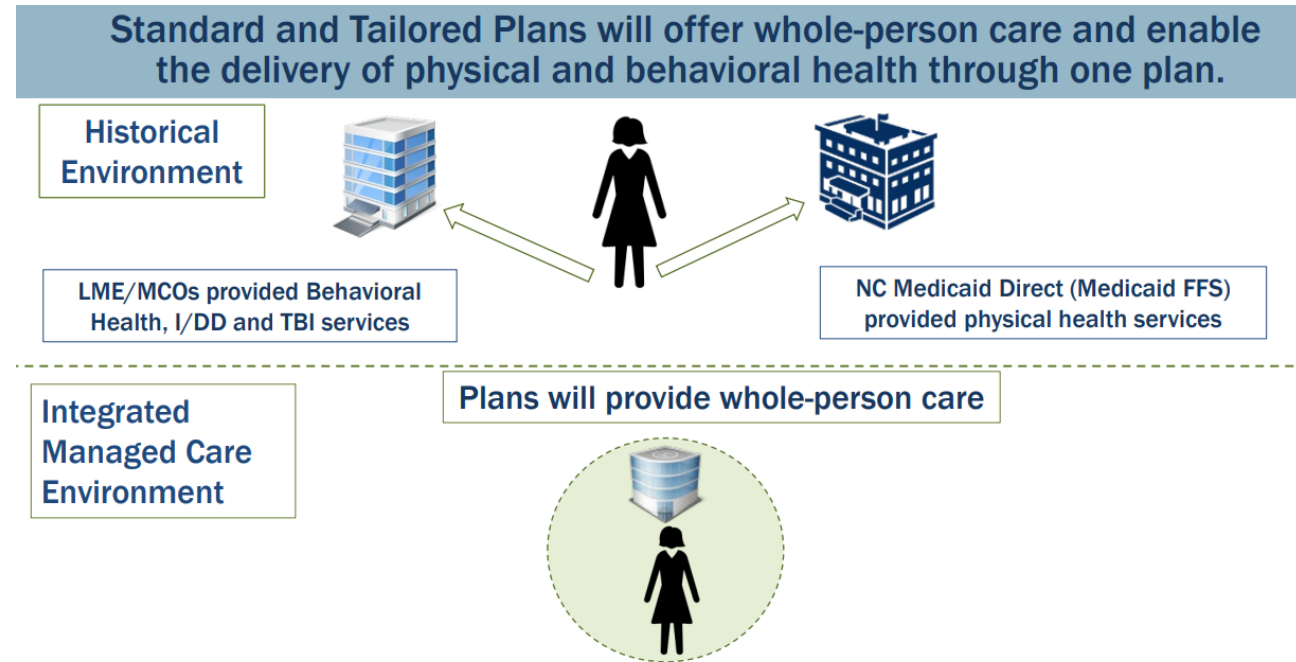 Standard and Tailored Plans will offer whole-person care and enable
the delivery of physical and behavioral health through one plan.
Historical
Environment
LME/MCOs provided Behavioral
Health, I/DD and TBI services
NC Medicaid Direct (Medicaid FFS)
provided physical health services
Integrated
Managed Care
Environment
Plans will provide whole-person care